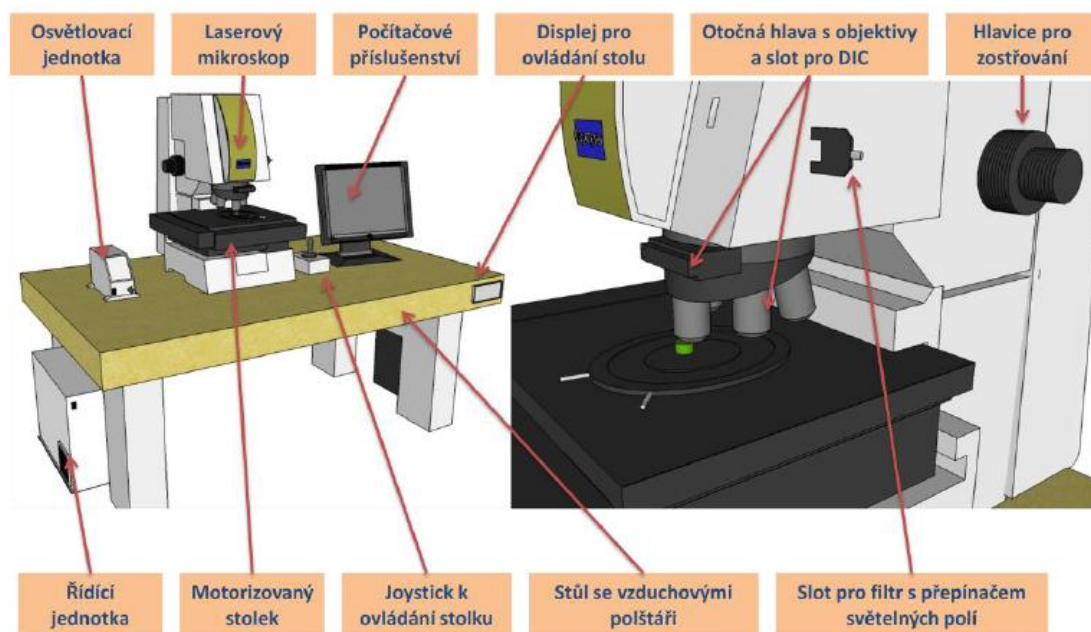 Osvětlovací
jednotka
Laserový
mikroskop
Počítačové
příslušenství
Displej pro
ovládání stolu
Otočná hlava s objektivy
a slot pro DIC
Hlavice pro
zostřování
Řídící
jednotka
Motorizovaný
stolek
Joystick k
ovládání stolku
Stůl se vzduchovými
polštáři
Slot pro filtr s přepínačem
světelných polí